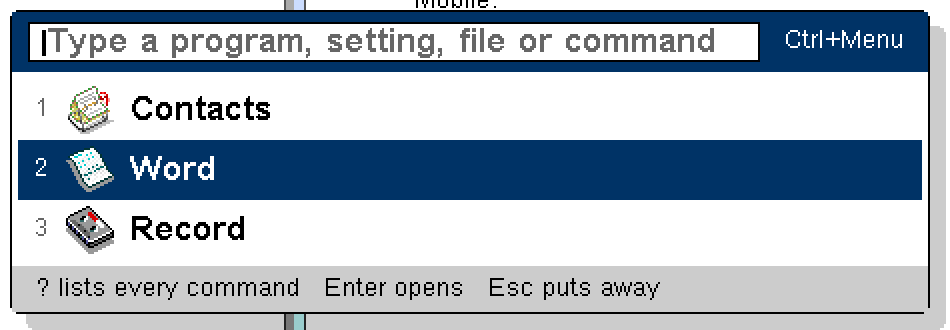 Mobile:
Type a program, setting, file or command
Ctrl+Menu
1 Contacts
2 Word
3 Record
? lists every command Enter opens Esc puts away